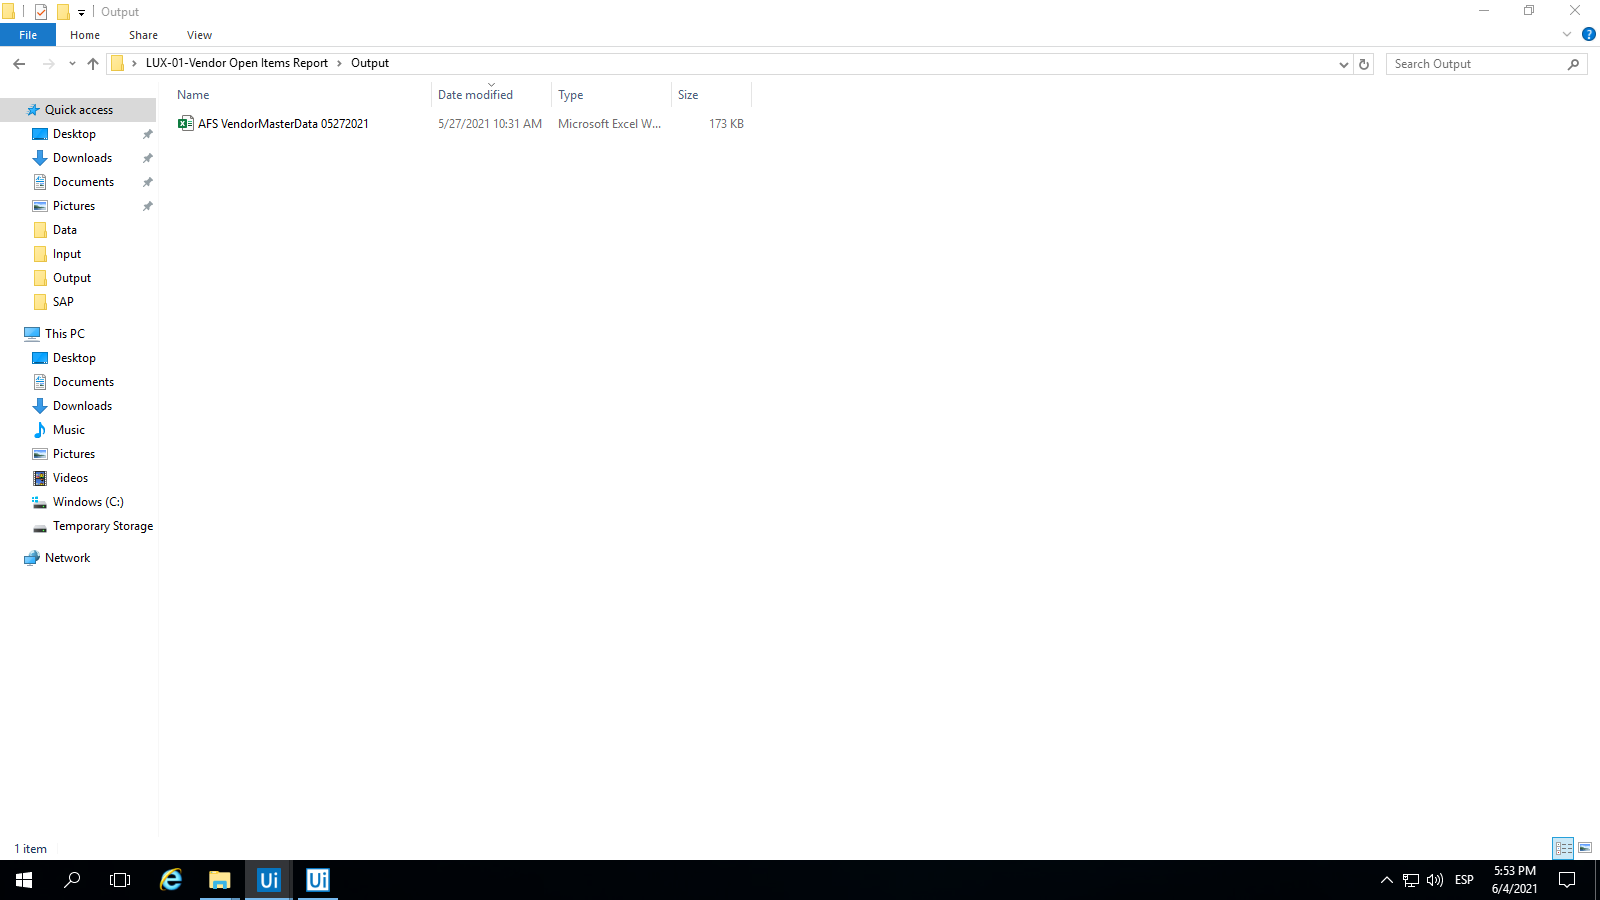 Output
File Home Share View
LUX-01-Vendor Open Items Report Output
Search Output
Name Date modified Type Size
AFS VendorMasterData 05272021 5/27/2021 10:31 AM Microsoft Excel W... 173 KB
Quick access
Desktop
Downloads
Documents
Pictures
Data
Input
Output
SAP
This PC
Desktop
Documents
Downloads
Music
Pictures
Videos
Windows (C:)
Temporary Storage
Network
1 item
Ui Ui
ESP
5:53 PM
6/4/2021